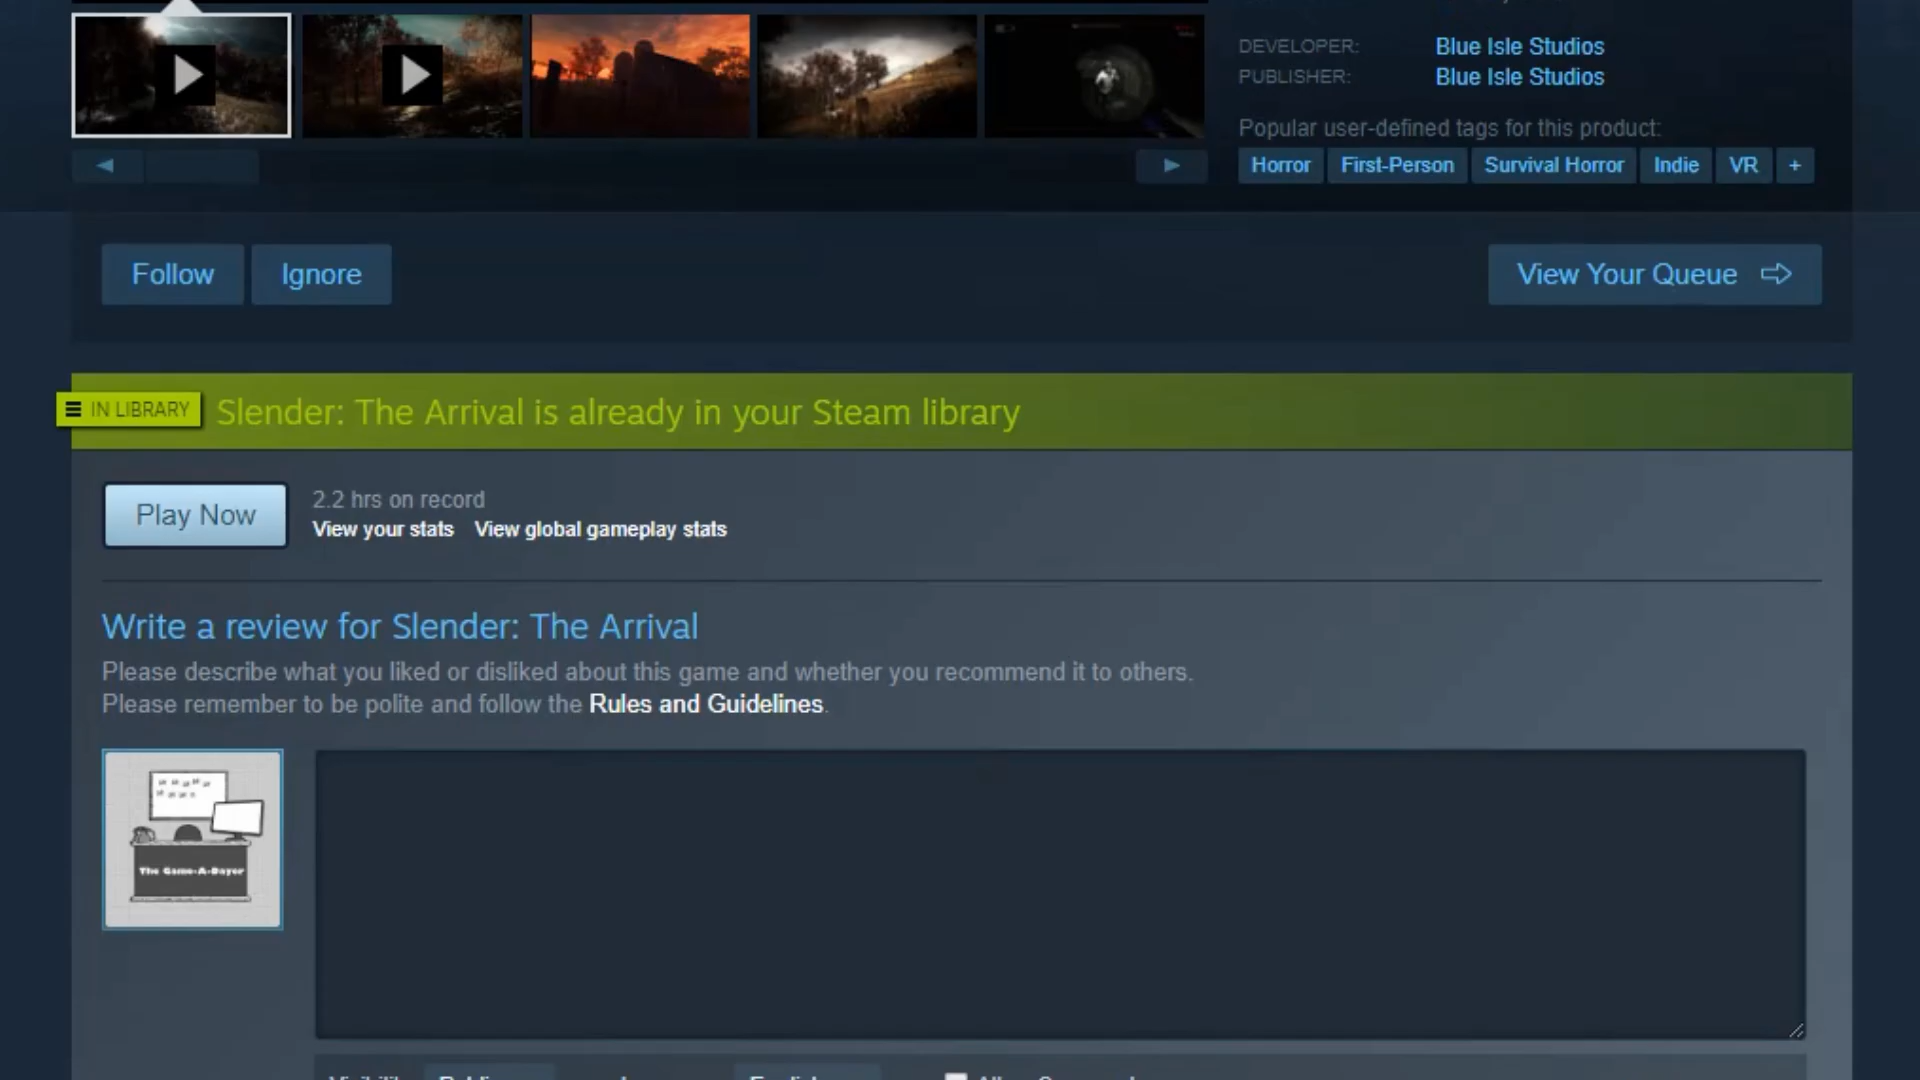 DEVELOPER: Blue Isle Studios
PUBLISHER: Blue Isle Studios
Popular user-defined tags for this product:
Horror First-Person Survival Horror Indie VR +
Follow Ignore View Your Queue
IN LIBRARY Slender: The Arrival is already in your Steam library
Play Now
2.2 hrs on record
View your stats View global gameplay stats
Write a review for Slender: The Arrival
Please describe what you liked or disliked about this game and whether you recommend it to others.
Please remember to be polite and follow the Rules and Guidelines.
The Game-A-Dayer